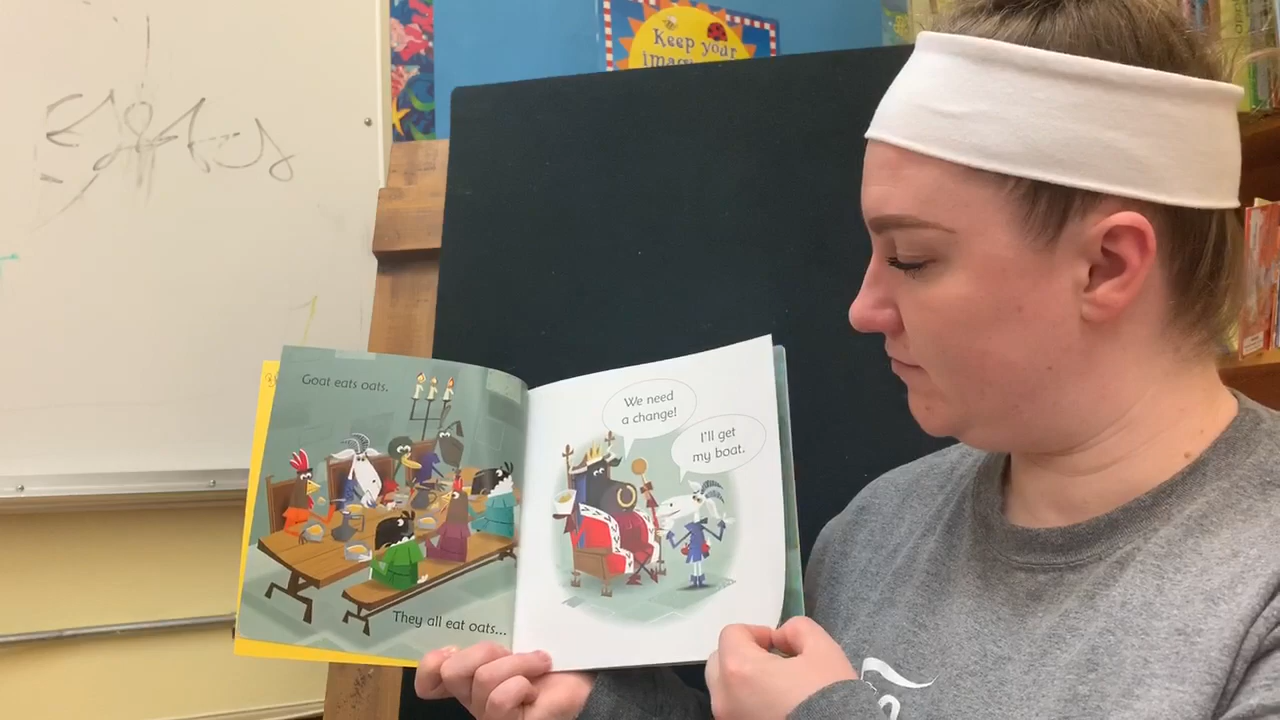 Keep your
Goat eats oats.
They all eat oats...
We need
a change!
I'll get
my boat.